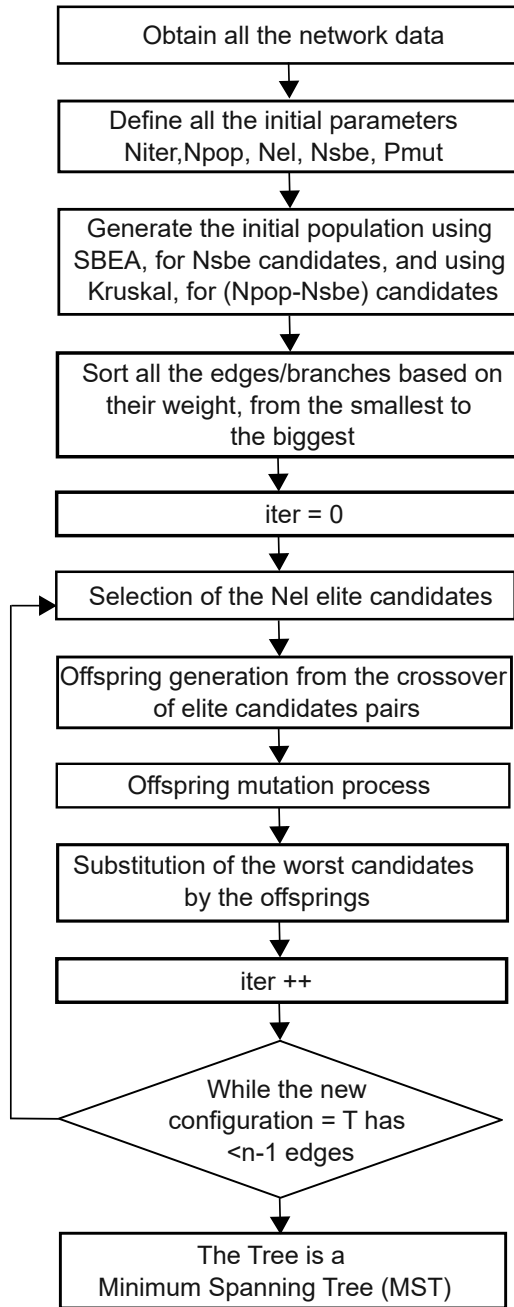 Obtain all the network data
Define all the initial parameters
Niter,Npop, Nel, Nsbe, Pmut
Generate the initial population using
SBEA, for Nsbe candidates, and using
Kruskal, for (Npop-Nsbe) candidates
Sort all the edges/branches based on
their weight, from the smallest to
the biggest
iter = 0
Selection of the Nel elite candidates
Offspring generation from the crossover
of elite candidates pairs
Offspring mutation process
Substitution of the worst candidates
by the offsprings
iter ++
While the new
configuration = T has
<n-1 edges
The Tree is a
Minimum Spanning Tree (MST)